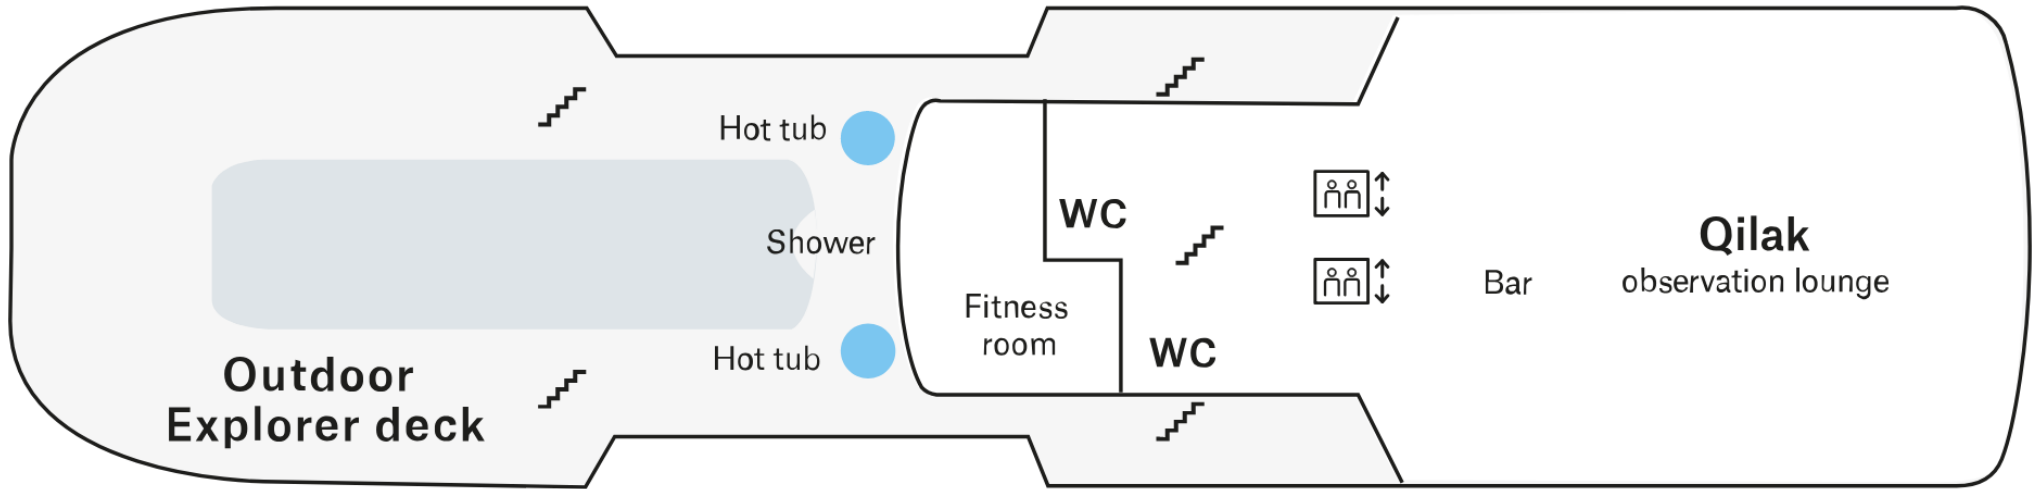 Hot tub
Shower
Hot tub
Outdoor
Explorer deck
WC
Fitness
room
WC
Bar
Qilak
observation lounge